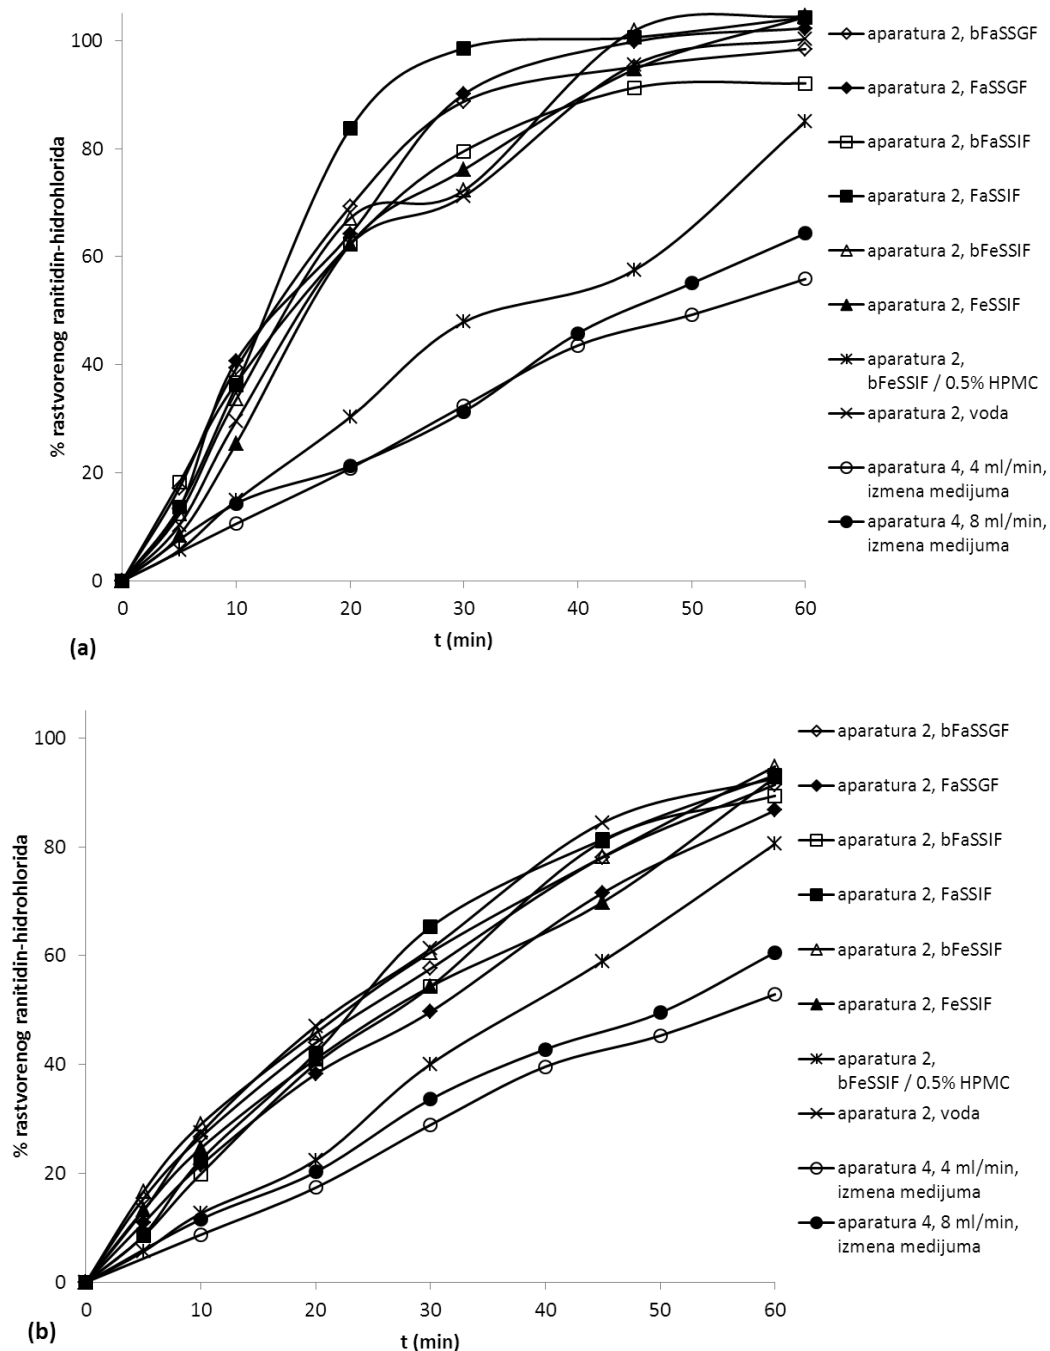 % rastvorenog ranitidin-hidrohlorida
100
80
60
40
20
0
0 10 20 30 40 50 60
t (min)
(a)
aparatura 2, bFaSSGF
aparatura 2, FaSSGF
aparatura 2, bFaSSIF
aparatura 2, FaSSIF
aparatura 2, bFeSSIF
aparatura 2, FeSSIF
aparatura 2,
bFeSSIF / 0.5% HPMC
aparatura 2, voda
aparatura 4, 4 ml/min,
izmena medijuma
aparatura 4, 8 ml/min,
izmena medijuma
% rastvorenog ranitidin-hidrohlorida
100
80
60
40
20
0
0 10 20 30 40 50 60
t (min)
(b)
aparatura 2, bFaSSGF
aparatura 2, FaSSGF
aparatura 2, bFaSSIF
aparatura 2, FaSSIF
aparatura 2, bFeSSIF
aparatura 2, FeSSIF
aparatura 2,
bFeSSIF / 0.5% HPMC
aparatura 2, voda
aparatura 4, 4 ml/min,
izmena medijuma
aparatura 4, 8 ml/min,
izmena medijuma